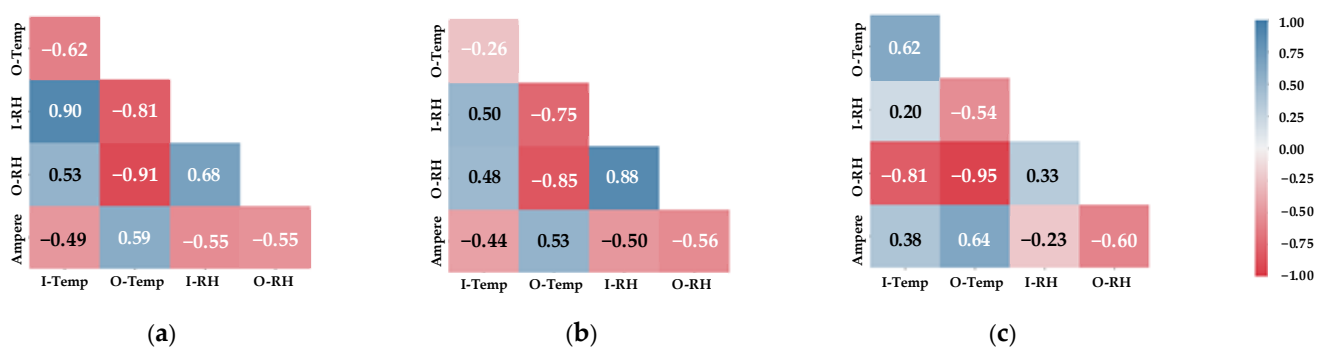 O-Temp
−0.62
I-RH
0.90 −0.81
O-RH
0.53 −0.91 0.68
Ampere
−0.49 0.59 −0.55 −0.55
I-Temp O-Temp I-RH O-RH
(a)
O-Temp
−0.26
I-RH
0.50 −0.75
O-RH
0.48 −0.85 0.88
Ampere
−0.44 0.53 −0.50 −0.56
I-Temp O-Temp I-RH O-RH
(b)
O-Temp
0.62
I-RH
0.20 −0.54
O-RH
−0.81 −0.95 0.33
Ampere
0.38 0.64 −0.23 −0.60
I-Temp O-Temp I-RH O-RH
(c)
1.00
0.75
0.50
0.25
0.00
−0.25
−0.50
−0.75
−1.00